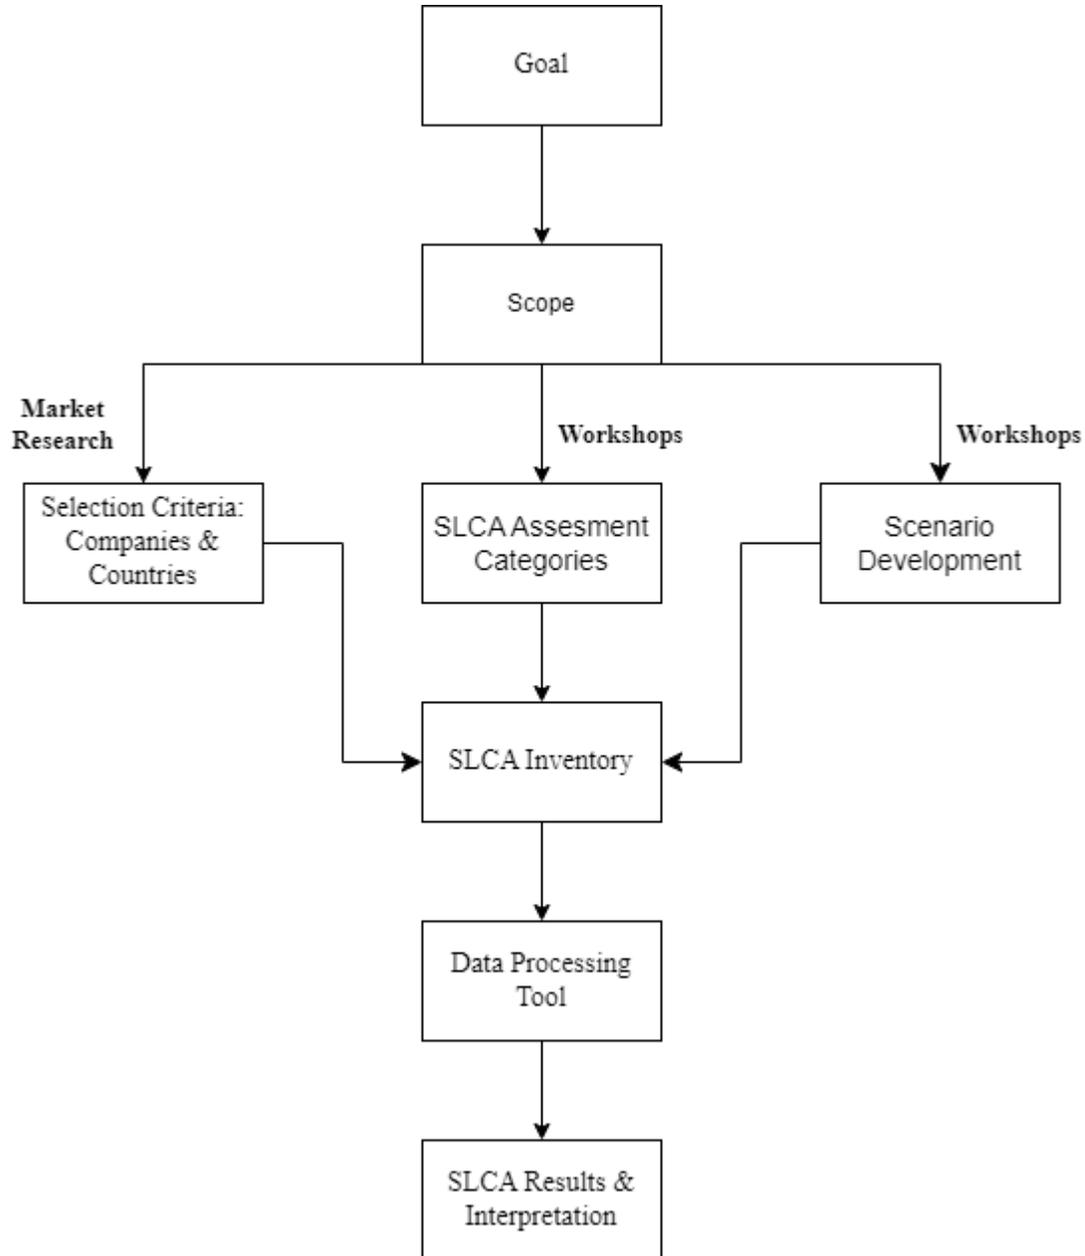 Goal
Scope
Market
Research
Workshops
Workshops
Selection Criteria:
Companies &
Countries
SLCA Assesment
Categories
Scenario
Development
SLCA Inventory
Data Processing
Tool
SLCA Results &
Interpretation